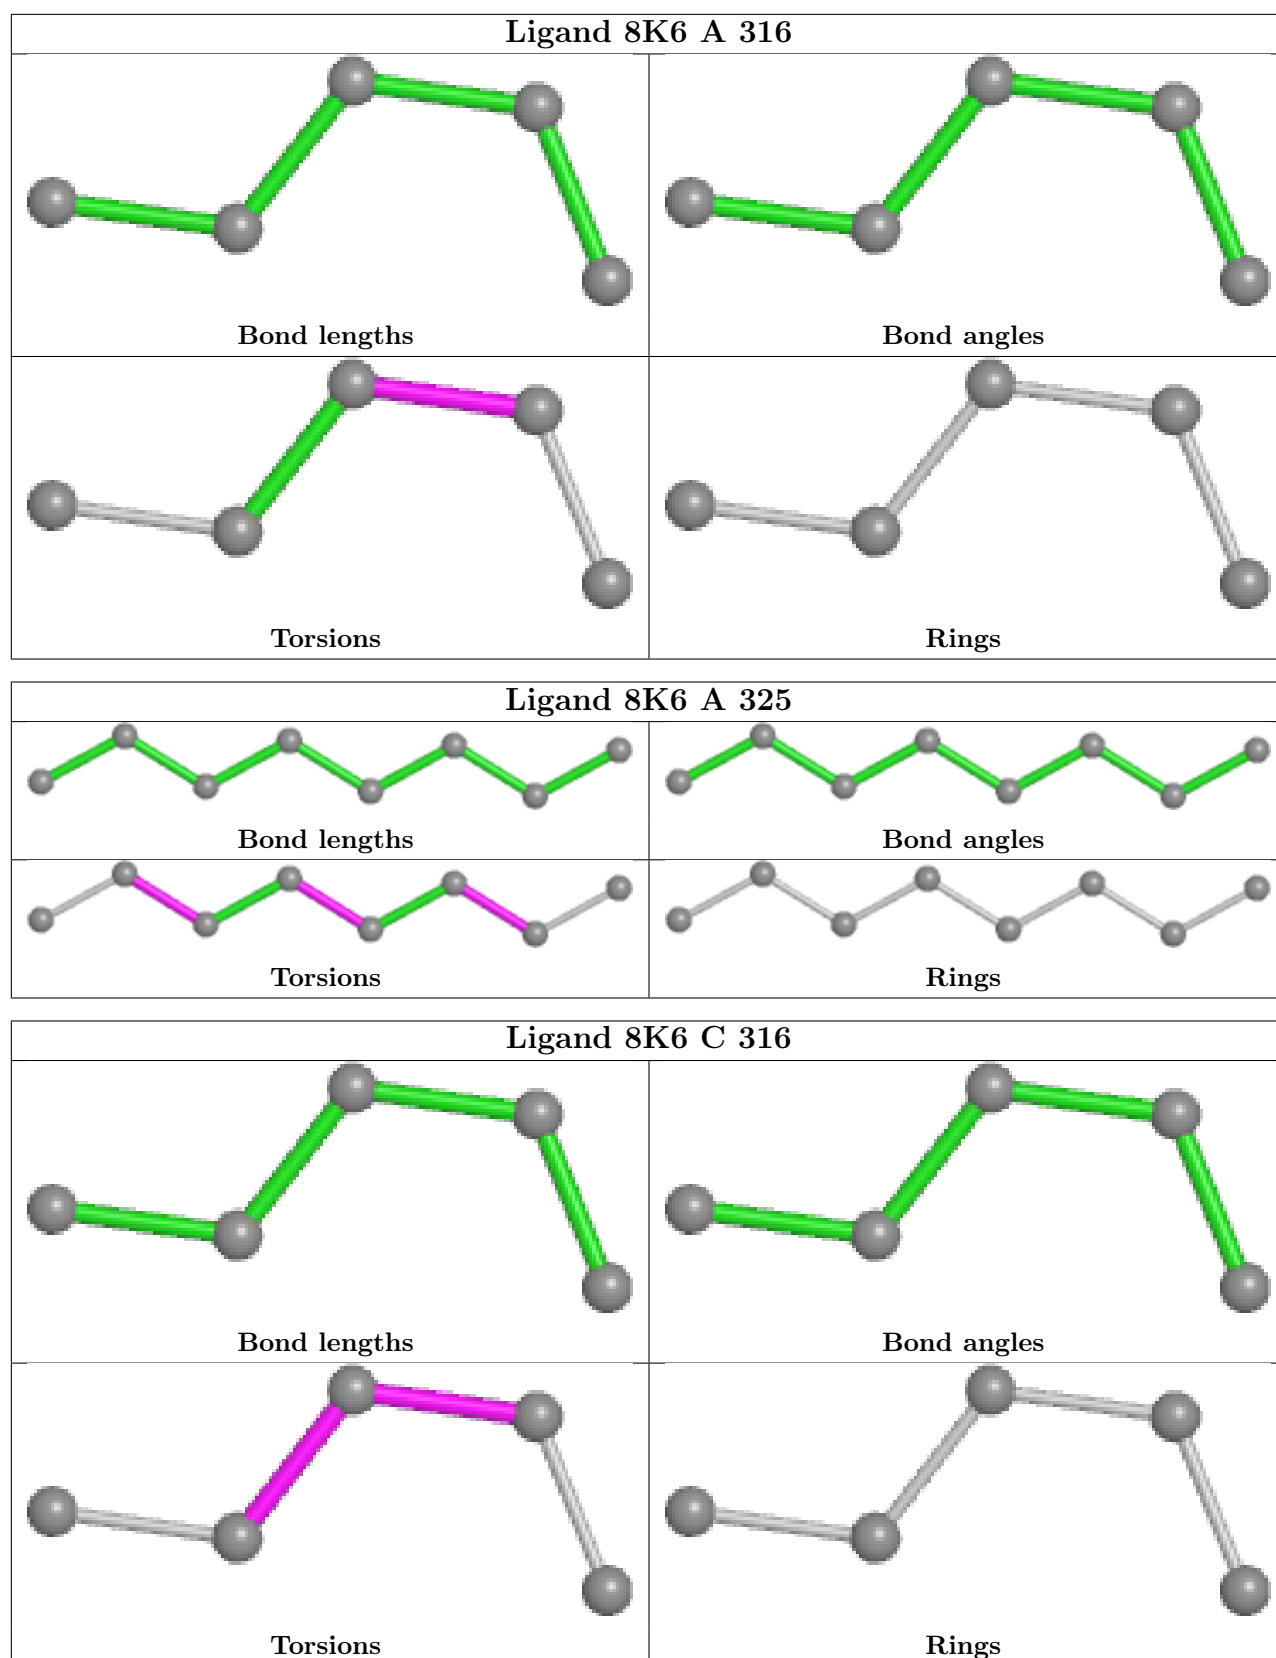 Ligand 8K6 A 316
Bond lengths
Bond angles
Torsions
Rings
Ligand 8K6 A 325
Bond lengths
Bond angles
Torsions
Rings
Ligand 8K6 C 316
Bond lengths
Bond angles
Torsions
Rings